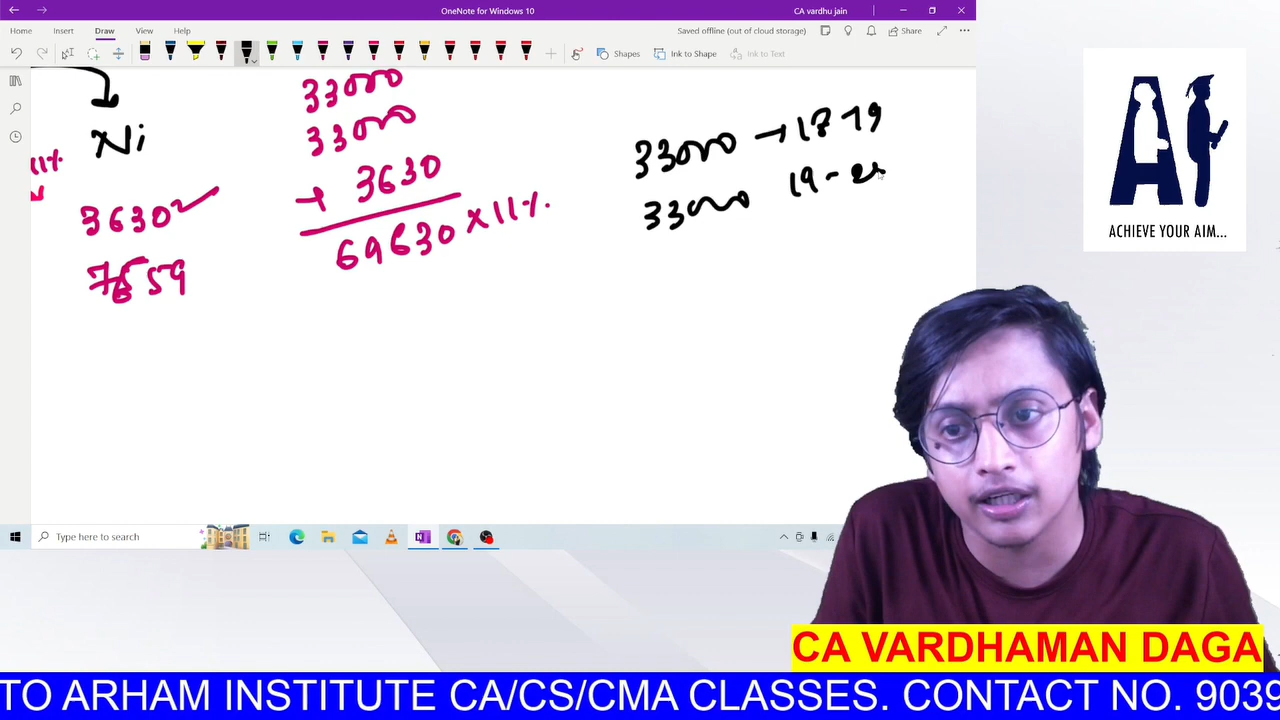 OneNote for Windows 10
CA vardhu jain
Home Insert Draw View Help
Saved offline (out of cloud storage)
Share
Shapes
Ink to Shape
Ink to Text
33000
33000
+ 3630
69630 x 11%
x11%
Ni
3630
7659
33000 → 18-19
33000 19-20
ACHIEVE YOUR AIM...
Type here to search
CA VARDHAMAN DAGA
TO ARHAM INSTITUTE CA/CS/CMA CLASSES. CONTACT NO. 9039